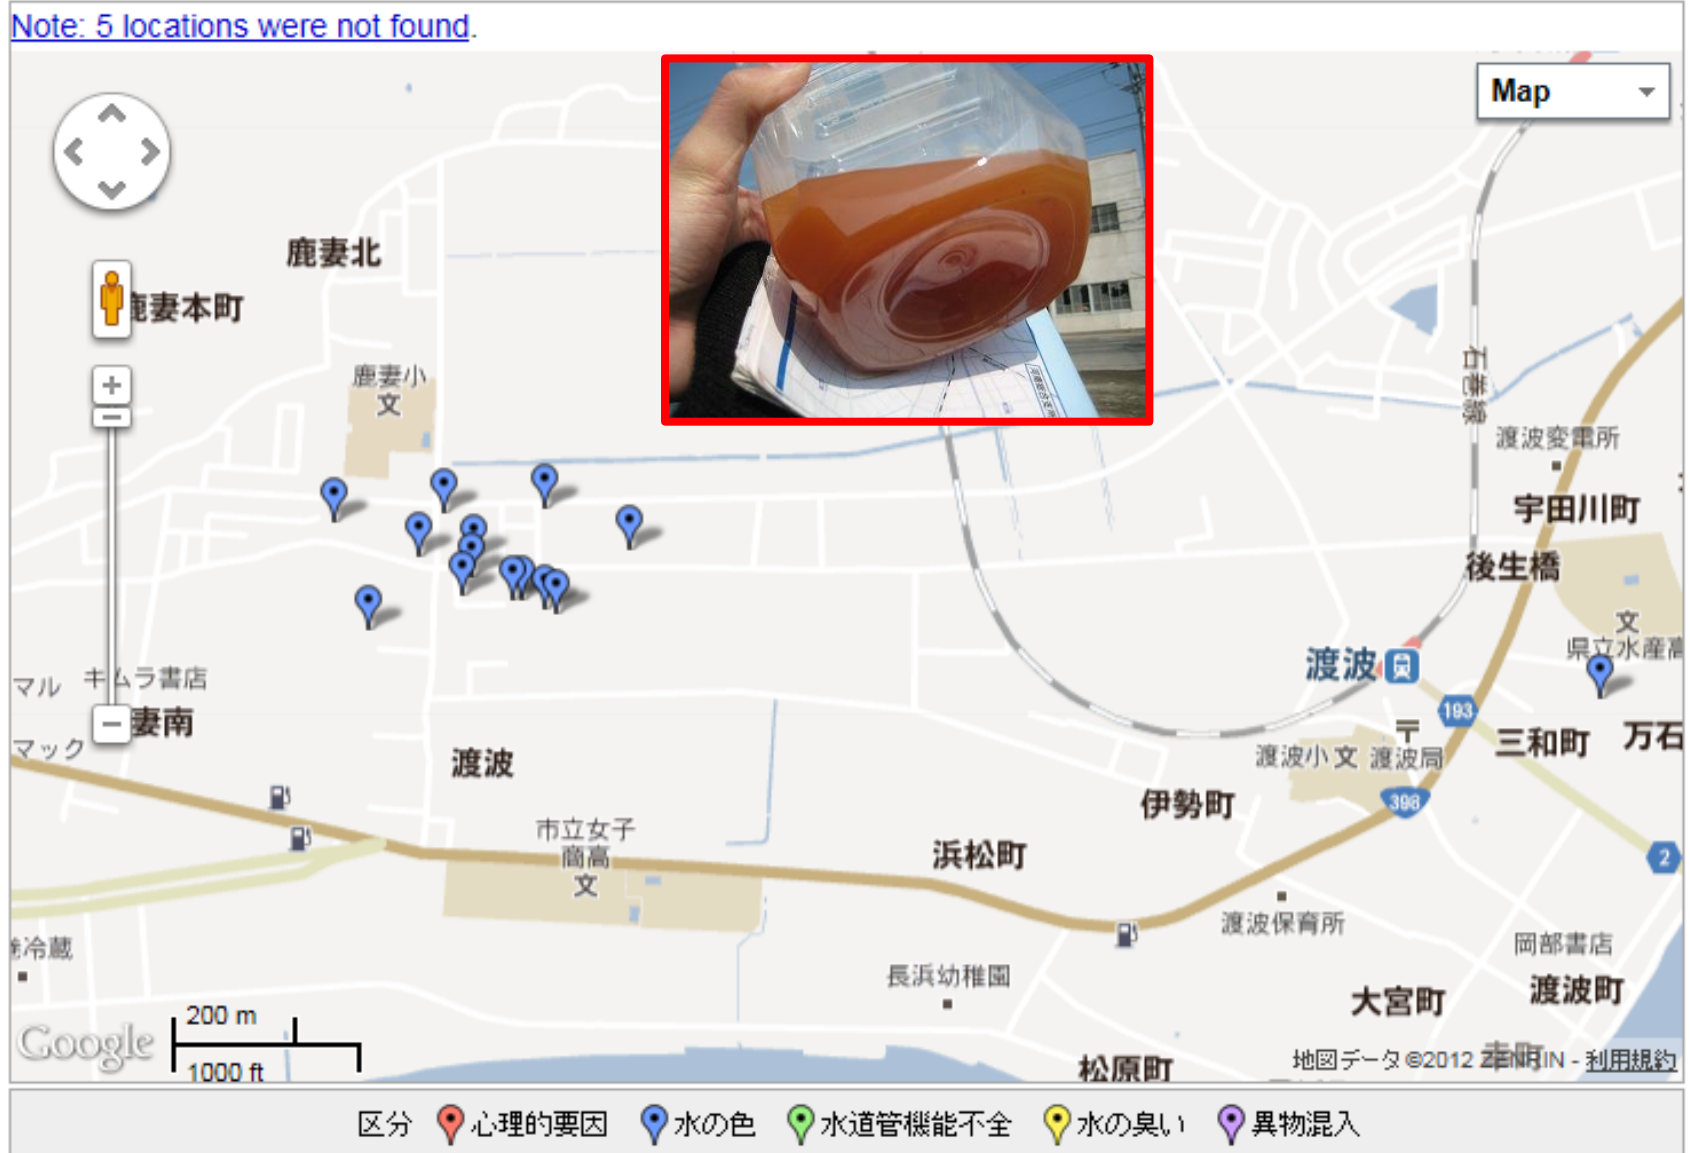 Note: 5 locations were not found.
Map
鹿妻北
鹿妻本町
鹿妻小
文
石巻線
渡波変電所
宇田川町
後生橋
文
県立水産高
渡波
193
マル
キムラ書店
妻南
マック
渡波
渡波小 文
渡波局
三和町
万石
398
伊勢町
市立女子
商高
文
浜松町
2
渡波保育所
冷蔵
岡部書店
長浜幼稚園
大宮町
渡波町
200 m
Google
1000 ft
松原町
幸町
地図データ ©2012 ZENRIN - 利用規約
区分 心理的要因 水の色 水道管機能不全 水の臭い 異物混入